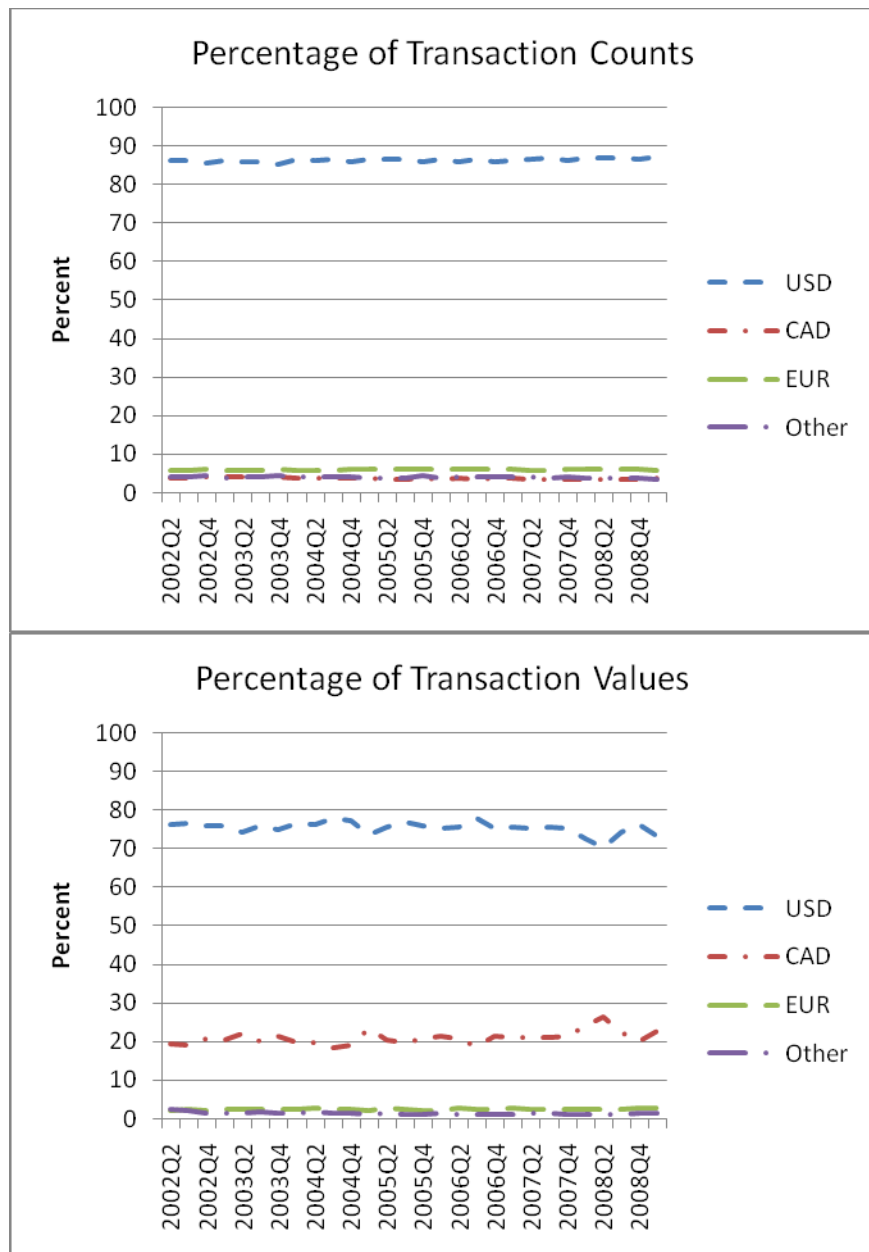 Percentage of Transaction Counts
100
90
80
70
60
50
40
30
20
10
0
Percent
USD
CAD
EUR
Other
2002Q2
2002Q4
2003Q2
2003Q4
2004Q2
2004Q4
2005Q2
2005Q4
2006Q2
2006Q4
2007Q2
2007Q4
2008Q2
2008Q4
Percentage of Transaction Values
100
90
80
70
60
50
40
30
20
10
0
Percent
USD
CAD
EUR
Other
2002Q2
2002Q4
2003Q2
2003Q4
2004Q2
2004Q4
2005Q2
2005Q4
2006Q2
2006Q4
2007Q2
2007Q4
2008Q2
2008Q4